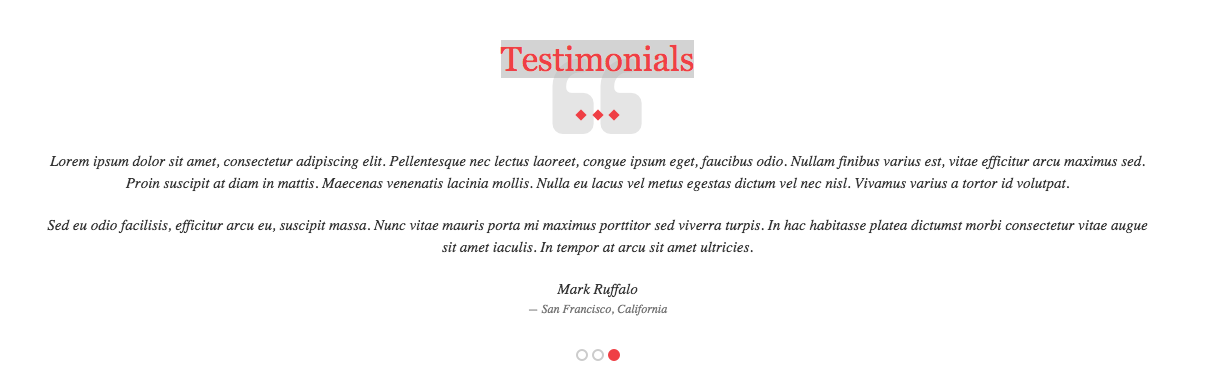 Testimonials
Lorem ipsum dolor sit amet, consectetur adipiscing elit. Pellentesque nec lectus laoreet, congue ipsum eget, faucibus odio. Nullam finibus varius est, vitae efficitur arcu maximus sed.
Proin suscipit at diam in mattis. Maecenas venenatis lacinia mollis. Nulla eu lacus vel metus egestas dictum vel nec nisl. Vivamus varius a tortor id volutpat.
Sed eu odio facilisis, efficitur arcu eu, suscipit massa. Nunc vitae mauris porta mi maximus porttitor sed viverra turpis. In hac habitasse platea dictumst morbi consectetur vitae augue
sit amet iaculis. In tempor at arcu sit amet ultricies.
Mark Ruffalo
— San Francisco, California